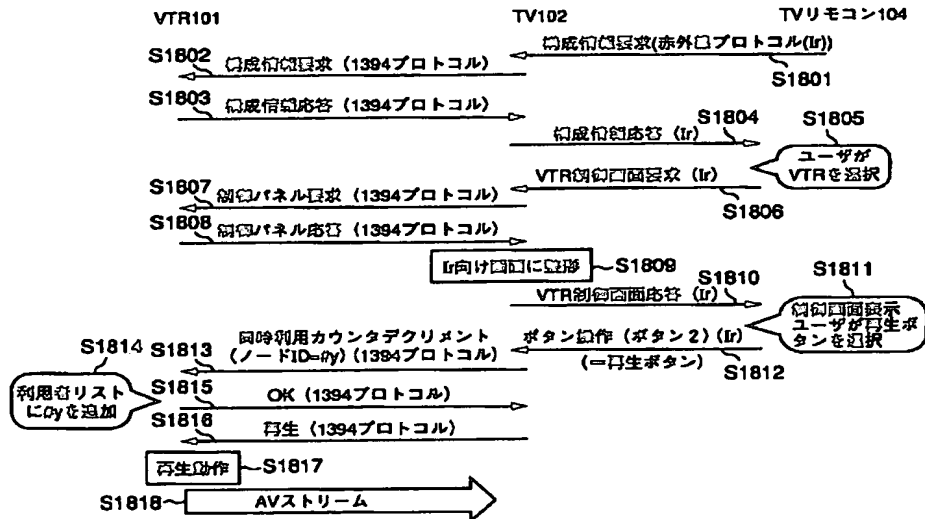 VTR101
TV102
TVリモコン104
構成情報要求(赤外線プロトコル(Ir))
S1801
S1802
構成情報要求(1394プロトコル)
S1803
構成情報応答(1394プロトコル)
S1804
構成情報応答(Ir)
S1805
ユーザが
VTRを選択
VTR制御画面要求(Ir)
S1806
S1807
制御パネル要求(1394プロトコル)
S1808
制御パネル応答(1394プロトコル)
Ir向け画面に整形
S1809
S1810
VTR制御画面応答(Ir)
S1811
制御画面表示
ユーザが再生ボ
タンを選択
ボタン動作(ボタン2)(Ir)
(=再生ボタン)
S1812
S1813
同時利用カウンタデクリメント
(ノードID=#y)(1394プロトコル)
S1814
利用者リスト
に#yを追加
S1815
OK(1394プロトコル)
S1816
再生(1394プロトコル)
再生動作
S1817
S1818
AVストリーム